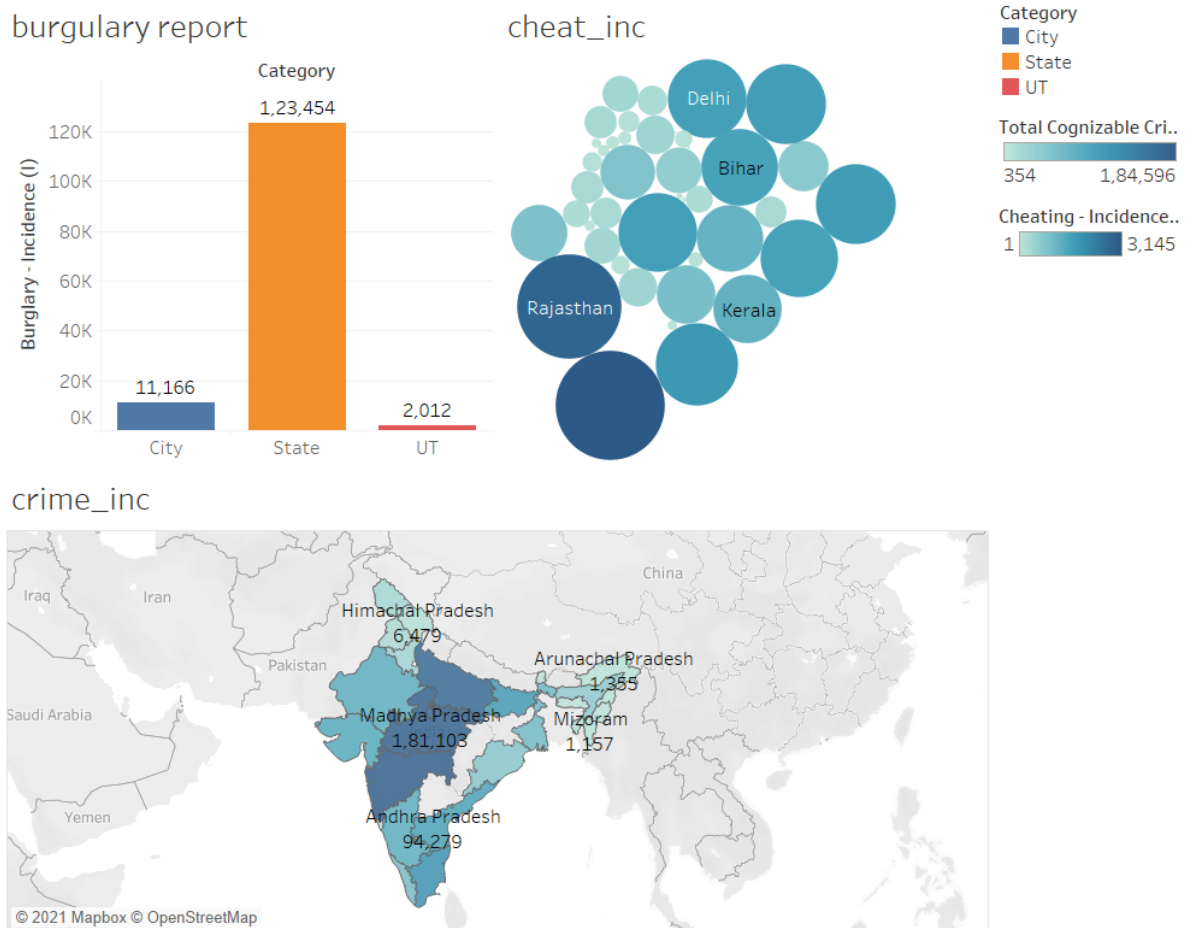 burgulary report
Category
1,23,454
11,166
2,012
120K
100K
80K
60K
40K
20K
0K
Burglary - Incidence (I)
City
State
UT
cheat_inc
Delhi
Bihar
Rajasthan
Kerala
Category
City
State
UT
Total Cognizable Cri..
354 1,84,596
Cheating - Incidence..
1 3,145
crime_inc
Iraq
Iran
China
Pakistan
Saudi Arabia
Yemen
Himachal Pradesh
6,479
Arunachal Pradesh
1,355
Madhya Pradesh
1,81,103
Mizoram
1,157
Andhra Pradesh
94,279
© 2021 Mapbox © OpenStreetMap